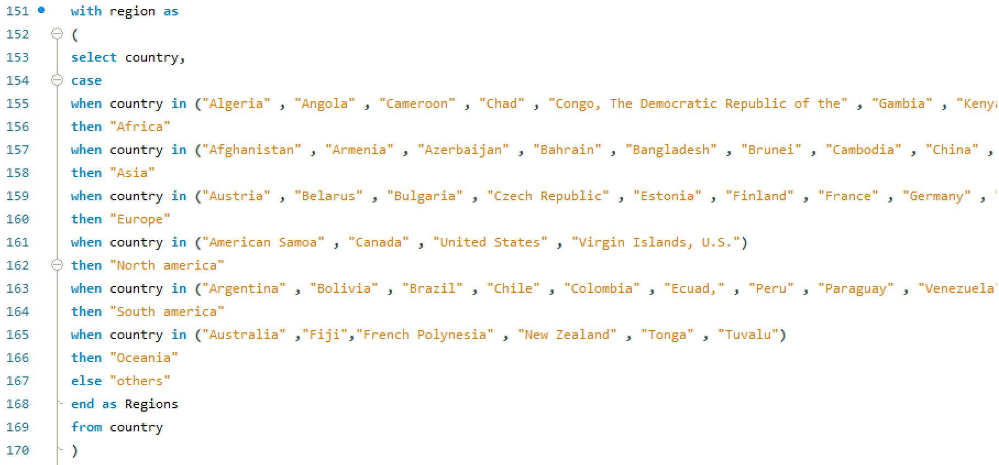 151 with region as
152 (
153 select country,
154 case
155 when country in ("Algeria" , "Angola" , "Cameroon" , "Chad" , "Congo, The Democratic Republic of the" , "Gambia" , "Kenya
156 then "Africa"
157 when country in ("Afghanistan" , "Armenia" , "Azerbaijan" , "Bahrain" , "Bangladesh" , "Brunei" , "Cambodia" , "China" ,
158 then "Asia"
159 when country in ("Austria" , "Belarus" , "Bulgaria" , "Czech Republic" , "Estonia" , "Finland" , "France" , "Germany" , "
160 then "Europe"
161 when country in ("American Samoa" , "Canada" , "United States" , "Virgin Islands, U.S.")
162 then "North america"
163 when country in ("Argentina" , "Bolivia" , "Brazil" , "Chile" , "Colombia" , "Ecuad," , "Peru" , "Paraguay" , "Venezuela"
164 then "South america"
165 when country in ("Australia" ,"Fiji","French Polynesia" , "New Zealand" , "Tonga" , "Tuvalu")
166 then "Oceania"
167 else "others"
168 end as Regions
169 from country
170 )